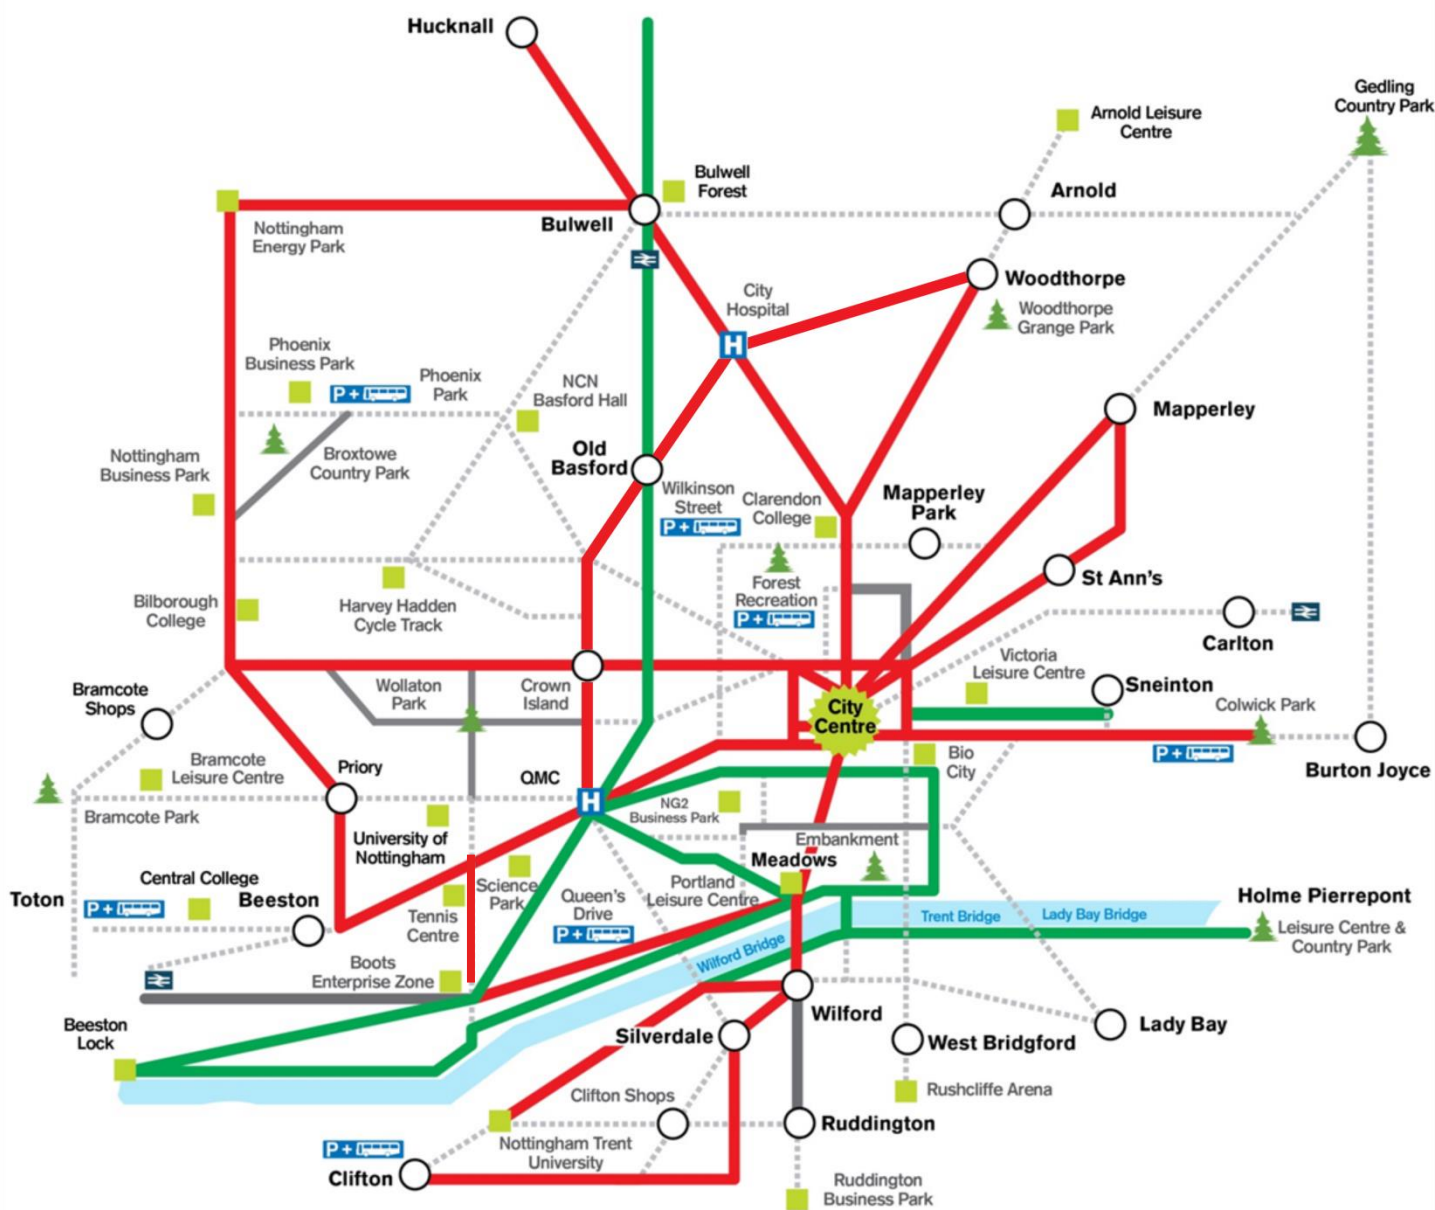 Hucknall
Gedling
Country Park
Arnold Leisure
Centre
Bulwell
Forest
Arnold
Bulwell
Nottingham
Energy Park
Woodthorpe
City
Hospital
H
Woodthorpe
Grange Park
Phoenix
Business Park
P +
Phoenix
Park
NCN
Basford Hall
Mapperley
Nottingham
Business Park
Broxtowe
Country Park
Old
Basford
Wilkinson
Street
P +
Clarendon
College
Mapperley
Park
St Ann's
Forest
Recreation
P +
Bilborough
College
Harvey Hadden
Cycle Track
Carlton
Victoria
Leisure Centre
Wollaton
Park
Crown
Island
Bramcote
Shops
City
Centre
Sneinton
Colwick Park
P +
Burton Joyce
Bramcote
Leisure Centre
Priory
QMC
H
Bio
City
Bramcote Park
NG2
Business Park
University of
Nottingham
Embankment
Meadows
Toton
Central College
P +
Beeston
Tennis
Centre
Science
Park
Queen's
Drive
P +
Portland
Leisure Centre
Trent Bridge
Lady Bay Bridge
Holme Pierrepont
Leisure Centre &
Country Park
Wilford Bridge
Boots
Enterprise Zone
Wilford
Beeston
Lock
Silverdale
West Bridgford
Lady Bay
Rushcliffe Arena
Clifton Shops
Ruddington
Nottingham Trent
University
P +
Clifton
Ruddington
Business Park